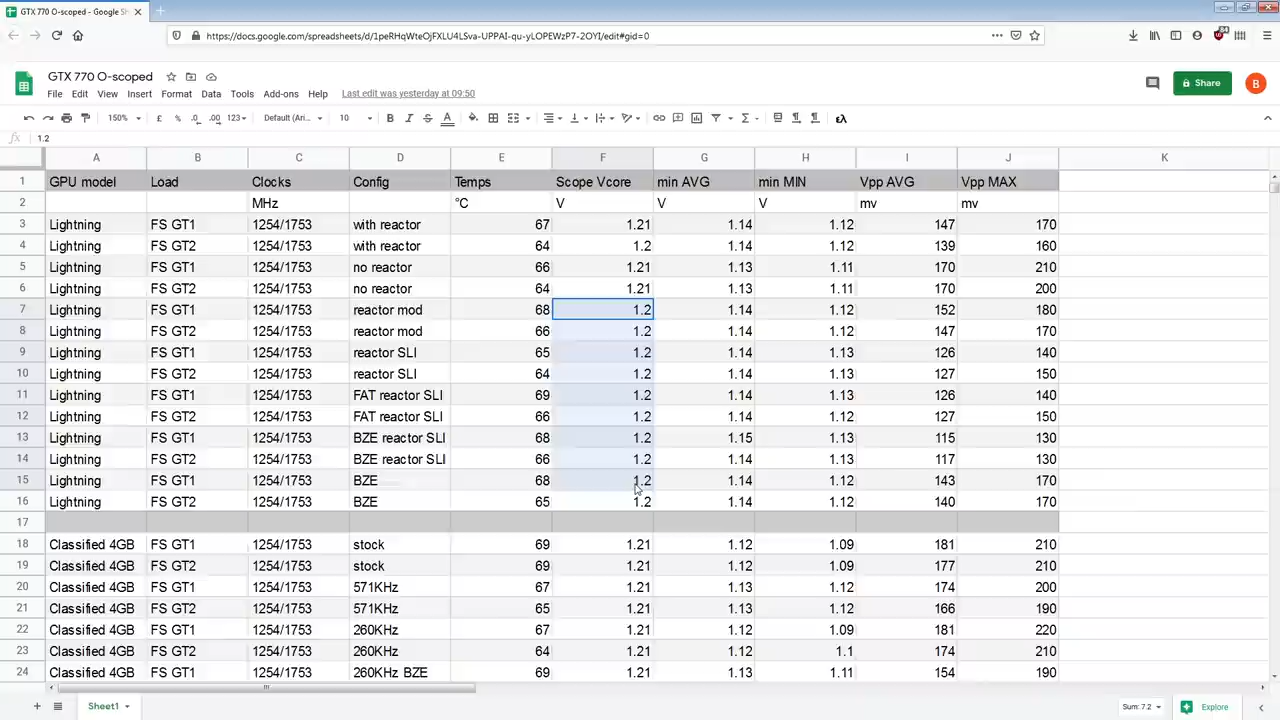 GTX 770 O-scoped - Google Sh
https://docs.google.com/spreadsheets/d/1peRHqWteOjFXLU4LSva-UPPAI-qu-yLOPEWzP7-2OYI/edit#gid=0
GTX 770 O-scoped
File Edit View Insert Format Data Tools Add-ons Help Last edit was yesterday at 09:50
Share
B
150% £ % .0 .00 123 Default (Ari... 10 B I S A
fx 1.2
A B C D E F G H I J K
1 GPU model Load Clocks Config Temps Scope Vcore min AVG min MIN Vpp AVG Vpp MAX
2 MHz °C V V V mv mv
3 Lightning FS GT1 1254/1753 with reactor 67 1.21 1.14 1.12 147 170
4 Lightning FS GT2 1254/1753 with reactor 64 1.2 1.14 1.12 139 160
5 Lightning FS GT1 1254/1753 no reactor 66 1.21 1.13 1.11 170 210
6 Lightning FS GT2 1254/1753 no reactor 64 1.21 1.13 1.11 170 200
7 Lightning FS GT1 1254/1753 reactor mod 68 1.2 1.14 1.12 152 180
8 Lightning FS GT2 1254/1753 reactor mod 66 1.2 1.14 1.12 147 170
9 Lightning FS GT1 1254/1753 reactor SLI 65 1.2 1.14 1.13 126 140
10 Lightning FS GT2 1254/1753 reactor SLI 64 1.2 1.14 1.13 127 150
11 Lightning FS GT1 1254/1753 FAT reactor SLI 69 1.2 1.14 1.13 126 140
12 Lightning FS GT2 1254/1753 FAT reactor SLI 66 1.2 1.14 1.12 127 150
13 Lightning FS GT1 1254/1753 BZE reactor SLI 68 1.2 1.15 1.13 115 130
14 Lightning FS GT2 1254/1753 BZE reactor SLI 66 1.2 1.14 1.13 117 130
15 Lightning FS GT1 1254/1753 BZE 68 1.2 1.14 1.12 143 170
16 Lightning FS GT2 1254/1753 BZE 65 1.2 1.14 1.12 140 170
17
18 Classified 4GB FS GT1 1254/1753 stock 69 1.21 1.12 1.09 181 210
19 Classified 4GB FS GT2 1254/1753 stock 69 1.21 1.12 1.09 177 210
20 Classified 4GB FS GT1 1254/1753 571KHz 67 1.21 1.13 1.12 174 200
21 Classified 4GB FS GT2 1254/1753 571KHz 65 1.21 1.13 1.12 166 190
22 Classified 4GB FS GT1 1254/1753 260KHz 67 1.21 1.12 1.09 181 220
23 Classified 4GB FS GT2 1254/1753 260KHz 64 1.21 1.12 1.1 174 210
24 Classified 4GB FS GT1 1254/1753 260KHz BZE 69 1.21 1.13 1.11 154 190
Sheet1
Sum: 7.2
Explore